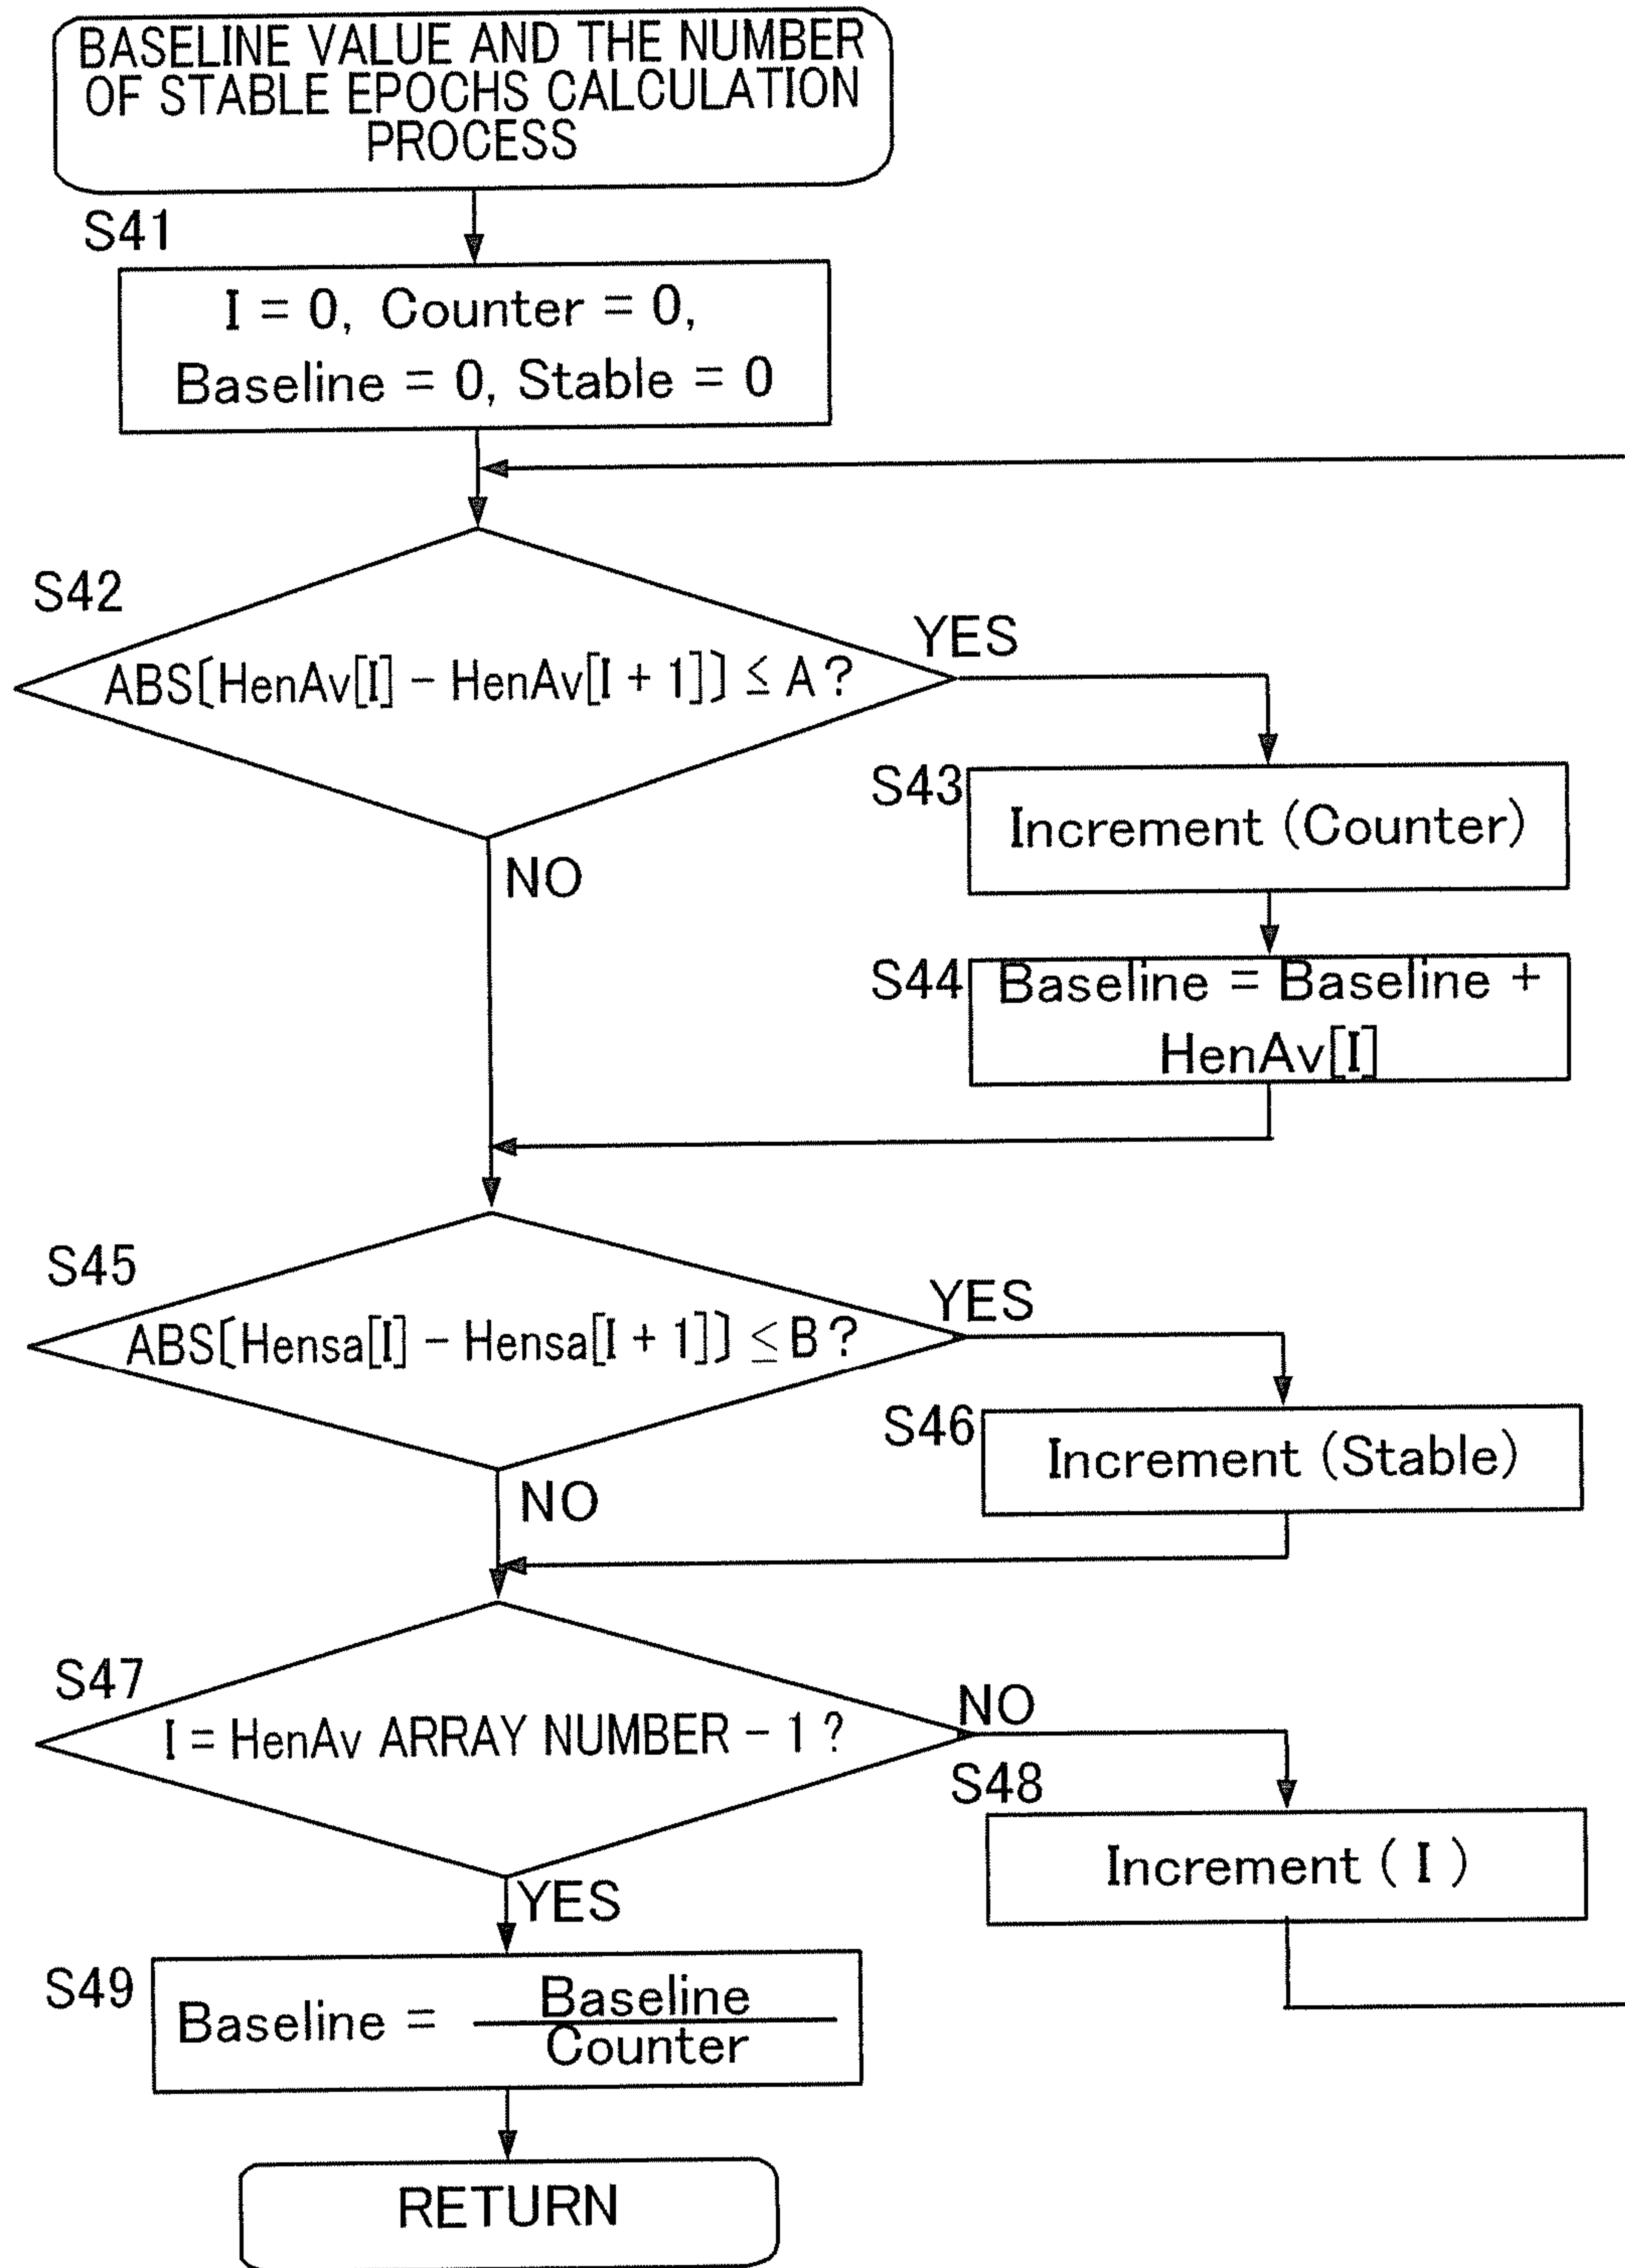 BASELINE VALUE AND THE NUMBER
OF STABLE EPOCHS CALCULATION
PROCESS
S41
I = 0, Counter = 0,
Baseline = 0, Stable = 0
S42
ABS[HenAv[I] - HenAv[I + 1]] ≤ A ?
YES
NO
S43
Increment (Counter)
S44
Baseline = Baseline +
HenAv[I]
S45
ABS[Hensa[I] - Hensa[I + 1]] ≤ B ?
YES
NO
S46
Increment (Stable)
S47
I = HenAv ARRAY NUMBER - 1 ?
NO
S48
Increment ( I )
YES
S49
Baseline
Baseline =
Counter
RETURN